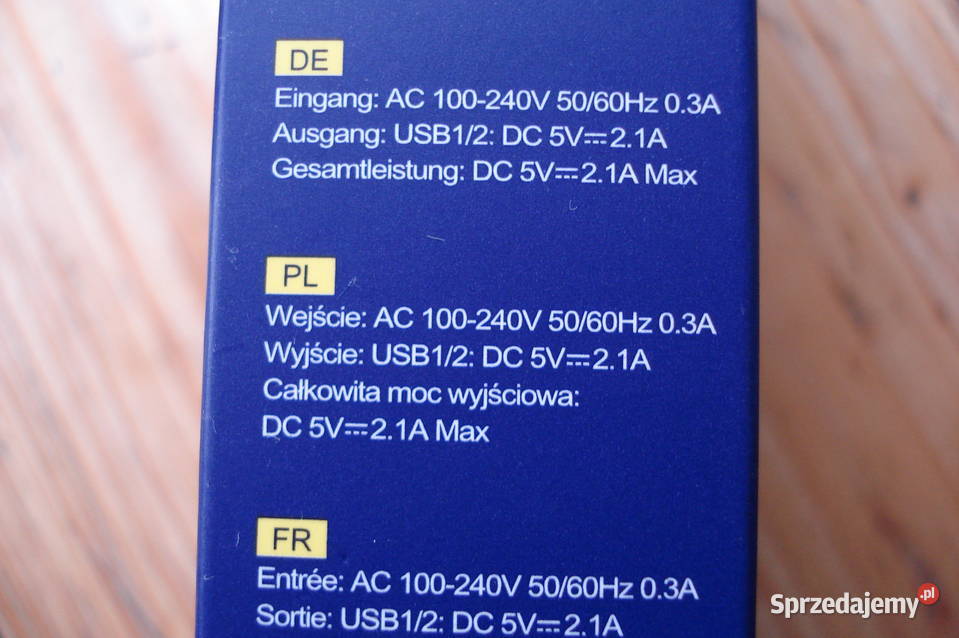 DE
Eingang: AC 100-240V 50/60Hz 0.3A
Ausgang: USB1/2: DC 5V⎓2.1A
Gesamtleistung: DC 5V⎓2.1A Max
PL
Wejście: AC 100-240V 50/60Hz 0.3A
Wyjście: USB1/2: DC 5V⎓2.1A
Całkowita moc wyjściowa:
DC 5V⎓2.1A Max
FR
Entrée: AC 100-240V 50/60Hz 0.3A
Sortie: USB1/2: DC 5V⎓2.1A
Sprzedajemy.pl